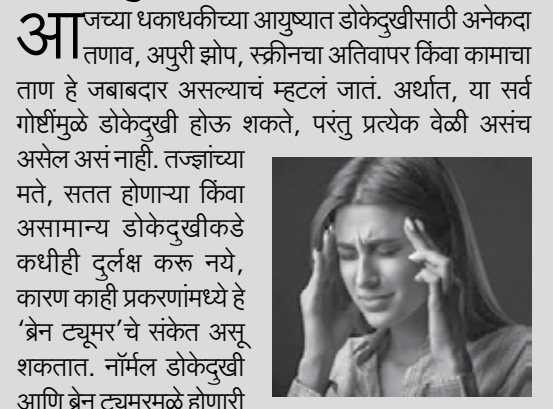 आजच्या धकाधकीच्या आयुष्यात डोकेदुखीसाठी अनेकदा
तणाव, अपुरी झोप, स्क्रीनचा अतिवापर किंवा कामाचा
ताण हे जबाबदार असल्याचं म्हटलं जातं. अर्थात, या सर्व
गोष्टींमुळे डोकेदुखी होऊ शकते, परंतु प्रत्येक वेळी असंच
असेल असं नाही. तज्ज्ञांच्या
मते, सतत होणाऱ्या किंवा
असामान्य डोकेदुखीकडे
कधीही दुर्लक्ष करू नये,
कारण काही प्रकरणांमध्ये हे
‘ब्रेन ट्यूमर’चे संकेत असू
शकतात. नॉर्मल डोकेदुखी
आणि ब्रेन ट्यूमरमुळे होणारी